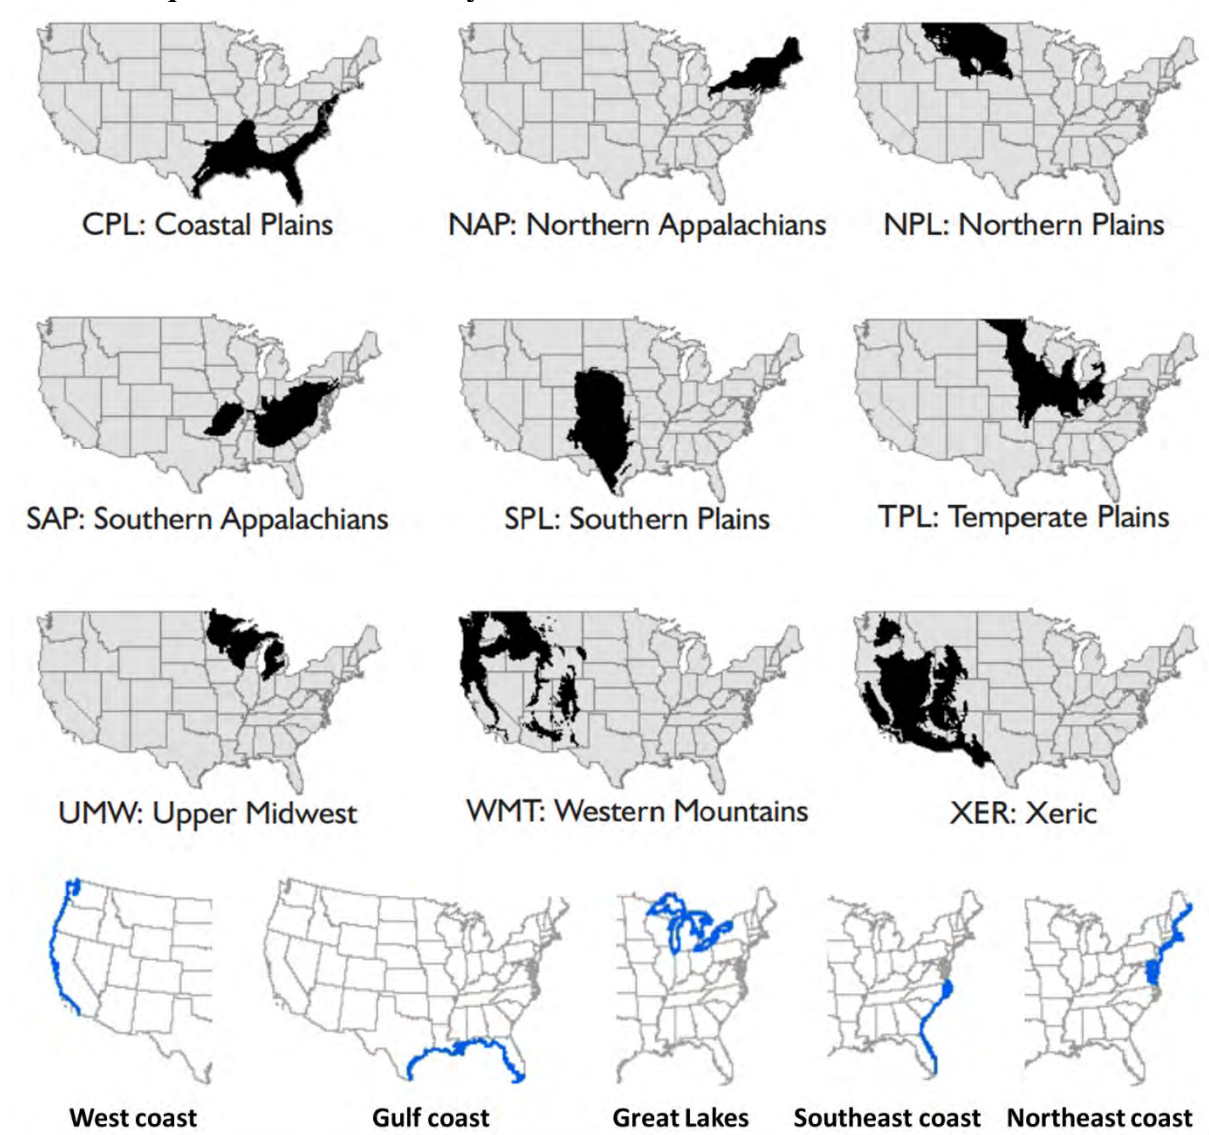 CPL: Coastal Plains
NAP: Northern Appalachians
NPL: Northern Plains
SAP: Southern Appalachians
SPL: Southern Plains
TPL: Temperate Plains
UMW: Upper Midwest
WMT: Western Mountains
XER: Xeric
West coast
Gulf coast
Great Lakes
Southeast coast
Northeast coast